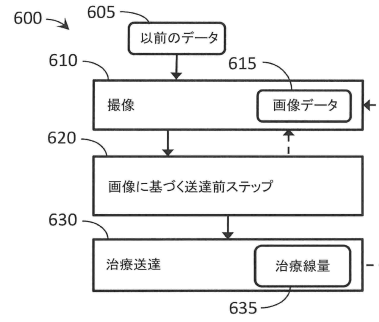 600
605
以前のデータ
610
615
撮像
画像データ
620
画像に基づく送達前ステップ
630
治療送達
治療線量
635